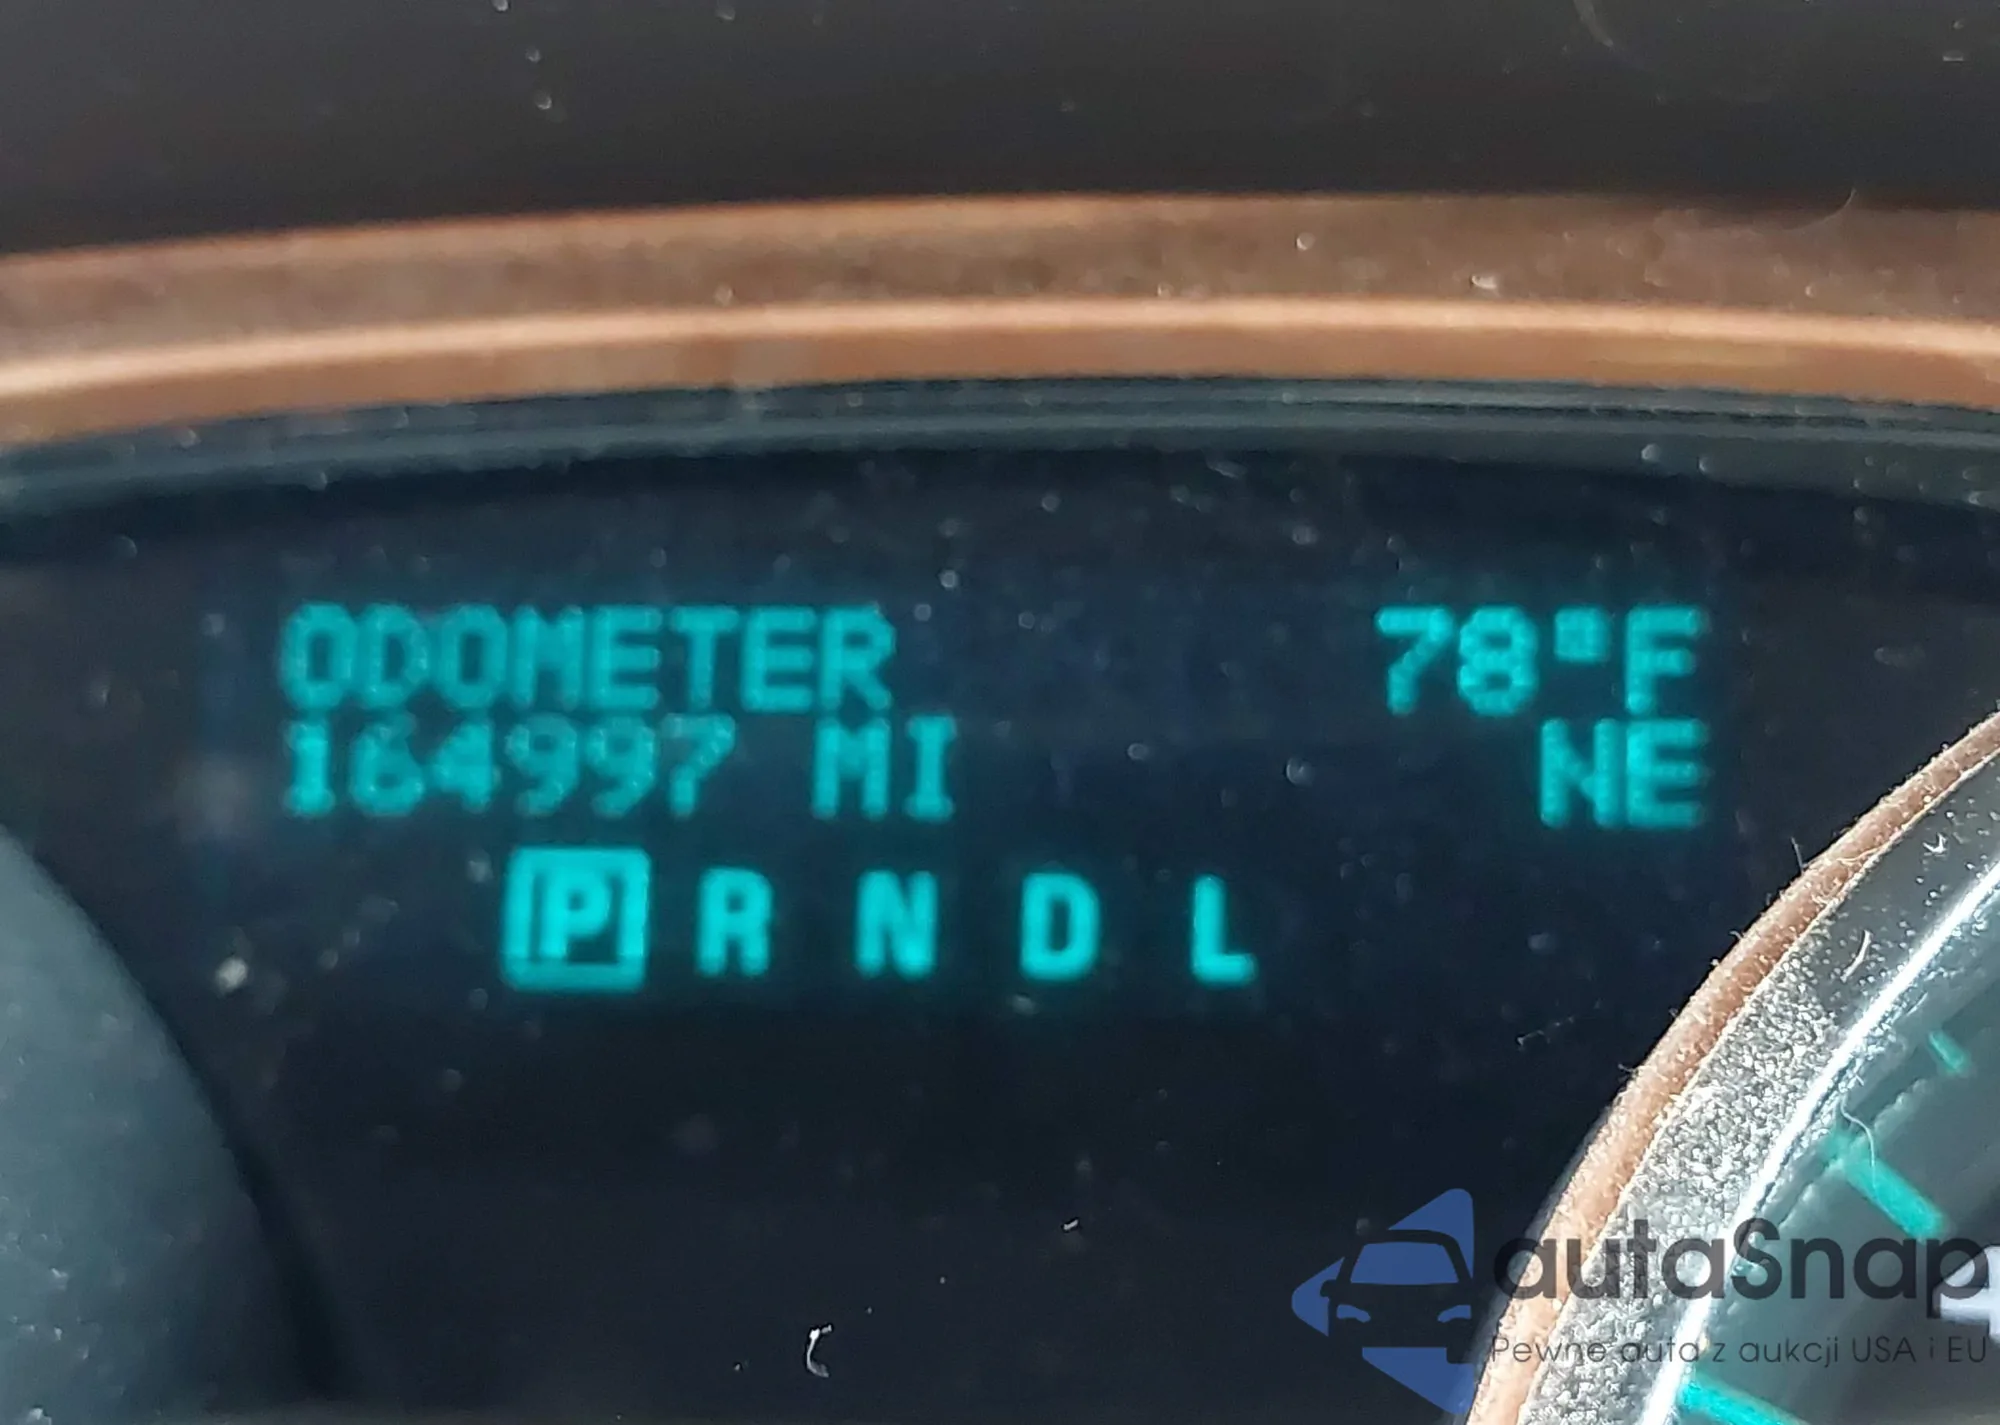 ODOMETER 78°F
164997 MI NE
P R N D L
autaSnap
Pewne auta z aukcji USA i EU